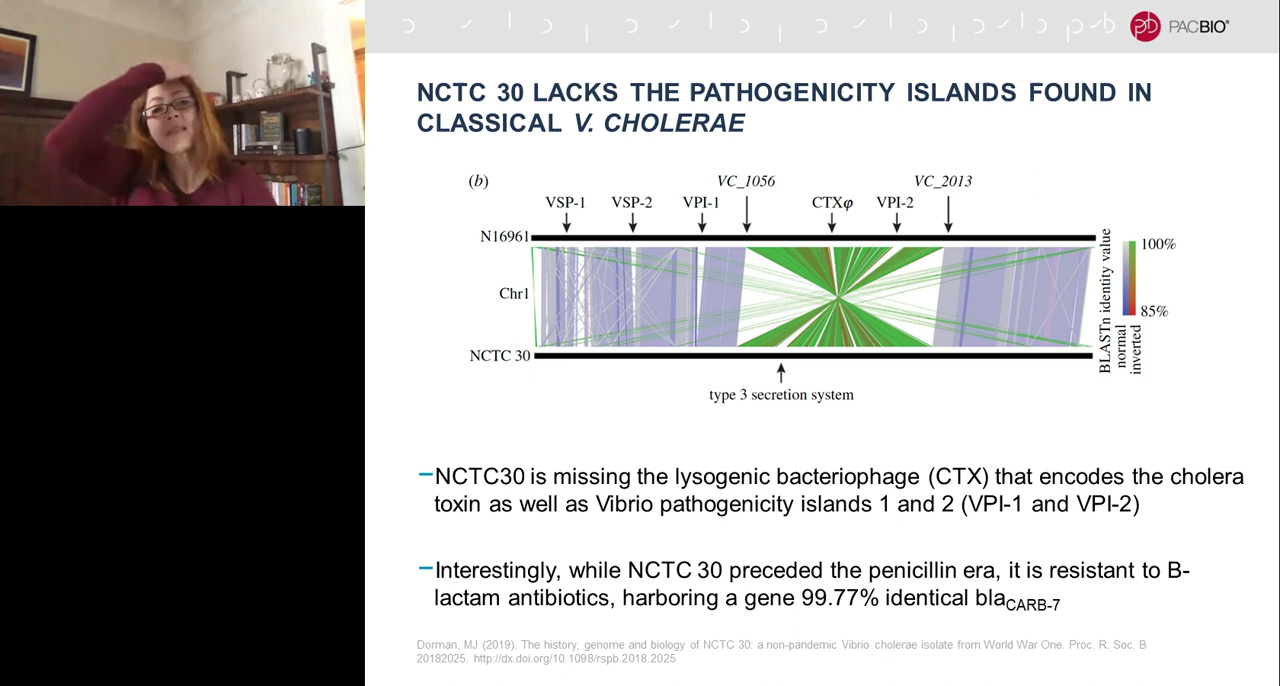 PACBIO®
NCTC 30 LACKS THE PATHOGENICITY ISLANDS FOUND IN
CLASSICAL V. CHOLERAE
(b)
VC_1056
VC_2013
VSP-1
VSP-2
VPI-1
CTXφ
VPI-2
N16961
Chr1
NCTC 30
type 3 secretion system
100%
85%
BLASTn identity value
normal
inverted
–NCTC30 is missing the lysogenic bacteriophage (CTX) that encodes the cholera
toxin as well as Vibrio pathogenicity islands 1 and 2 (VPI-1 and VPI-2)
–Interestingly, while NCTC 30 preceded the penicillin era, it is resistant to B-
lactam antibiotics, harboring a gene 99.77% identical blaCARB-7
Dorman, MJ (2019). The history, genome and biology of NCTC 30: a non-pandemic Vibrio cholerae isolate from World War One. Proc. R. Soc. B
20182025. http://dx.doi.org/10.1098/rspb.2018.2025